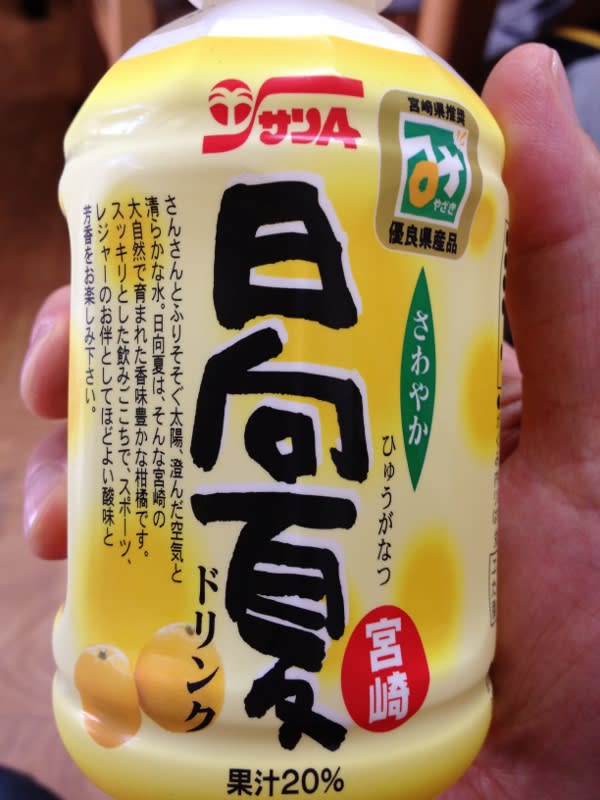 サンA
宮崎県推奨
みやざき
優良県産品
さわやか
ひゅうがなつ
日向夏
ドリンク
宮崎
さんさんとふりそそぐ太陽、澄んだ空気と
清らかな水。日向夏は、そんな宮崎の
大自然で育まれた香味豊かな柑橘です。
スッキリとした飲みごこちで、スポーツ、
レジャーのお伴としてほどよい酸味と
芳香をお楽しみ下さい。
果汁20%